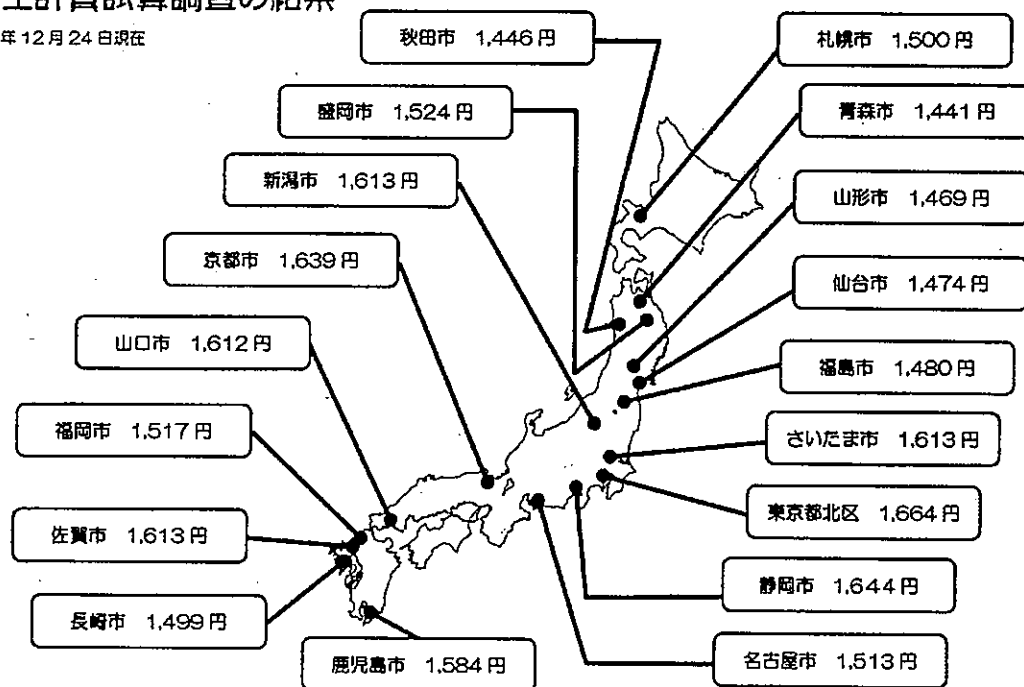 年12月24日現在
秋田市 1,446円
札幌市 1,500円
盛岡市 1,524円
青森市 1,441円
新潟市 1,613円
山形市 1,469円
京都市 1,639円
仙台市 1,474円
山口市 1,612円
福島市 1,480円
福岡市 1,517円
さいたま市 1,613円
佐賀市 1,613円
東京都北区 1,664円
長崎市 1,499円
静岡市 1,644円
鹿児島市 1,584円
名古屋市 1,513円